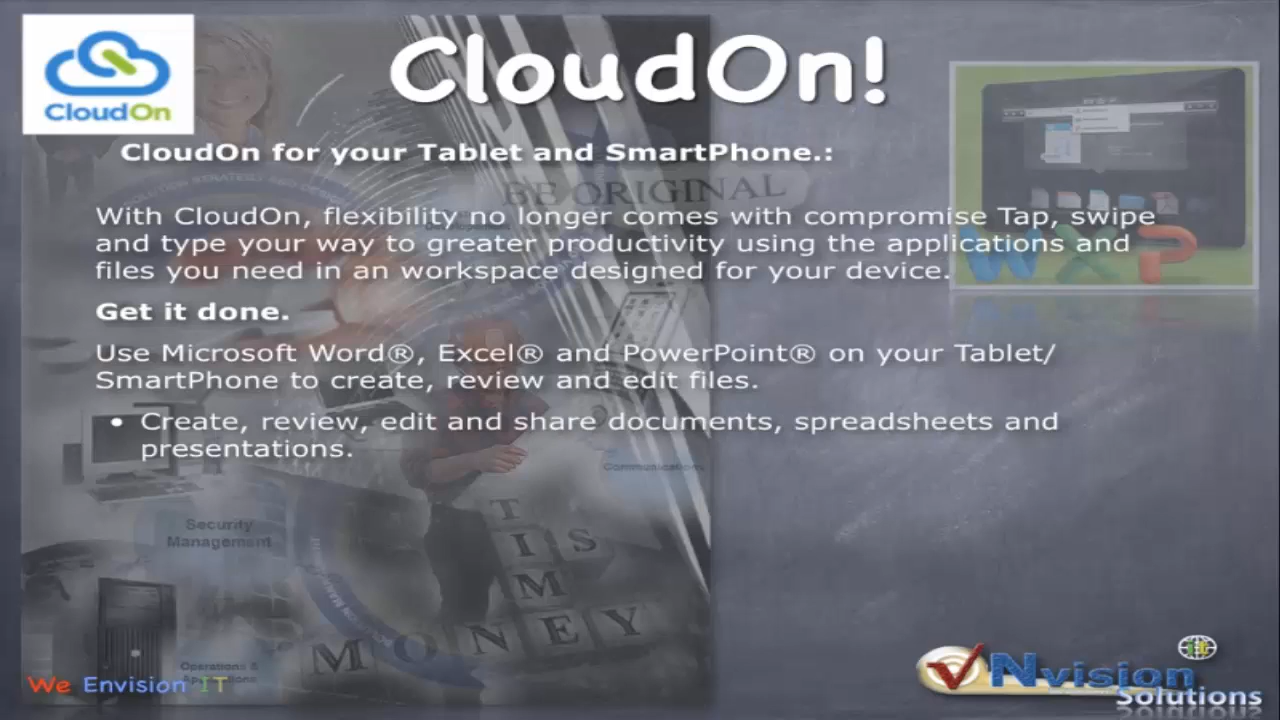 CloudOn
CloudOn!
CloudOn for your Tablet and SmartPhone.:
BE ORIGINAL
With CloudOn, flexibility no longer comes with compromise Tap, swipe
and type your way to greater productivity using the applications and
files you need in an workspace designed for your device.
W X P
Get it done.
Use Microsoft Word®, Excel® and PowerPoint® on your Tablet/
SmartPhone to create, review and edit files.
• Create, review, edit and share documents, spreadsheets and
presentations.
Communications
Security
Management
TIME
IS
MONEY
Operations &
Applications
We Envision IT
Nvision
Solutions